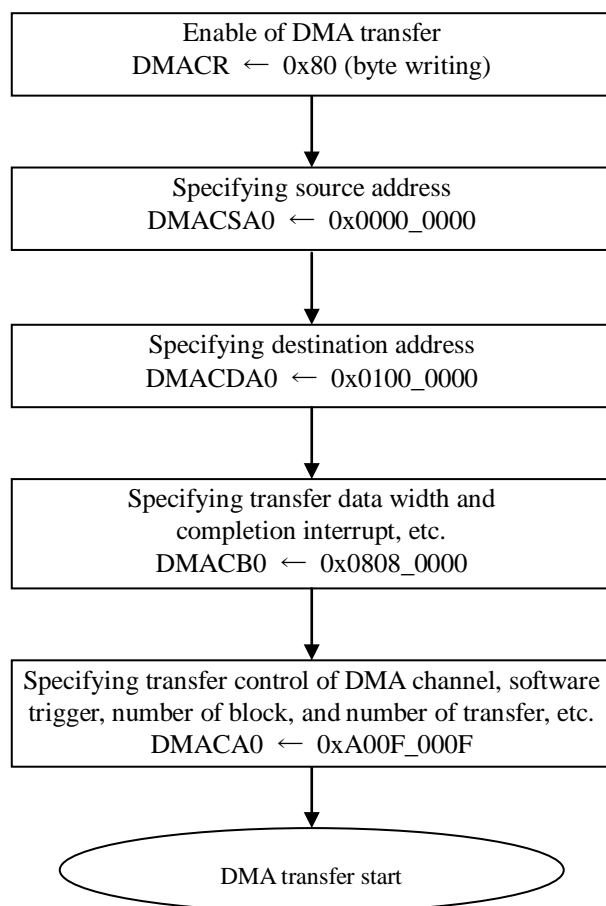 Enable of DMA transfer
DMACR ← 0x80 (byte writing)
Specifying source address
DMACSA0 ← 0x0000_0000
Specifying destination address
DMACDA0 ← 0x0100_0000
Specifying transfer data width and
completion interrupt, etc.
DMACB0 ← 0x0808_0000
Specifying transfer control of DMA channel, software
trigger, number of block, and number of transfer, etc.
DMACA0 ← 0xA00F_000F
DMA transfer start